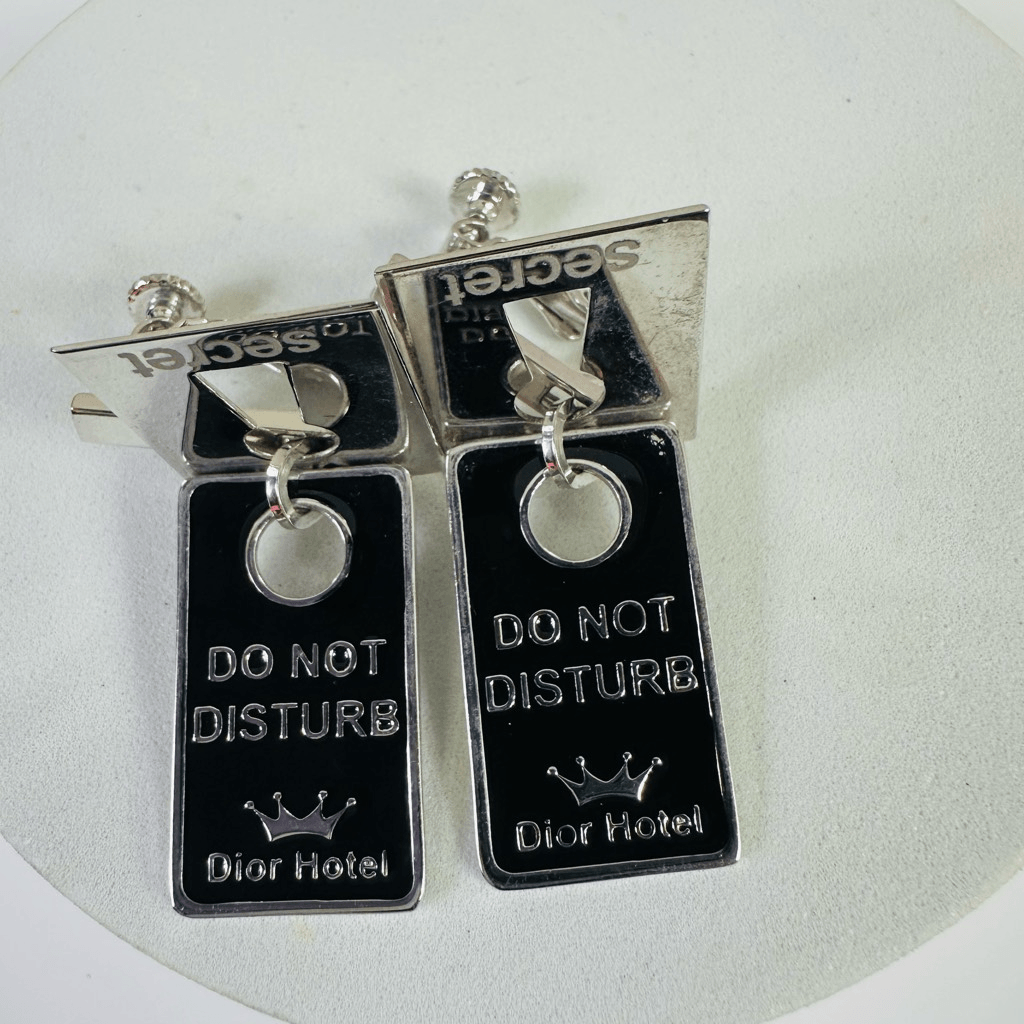 secret
secret
DO NOT
DISTURB
Dior Hotel
DO NOT
DISTURB
Dior Hotel